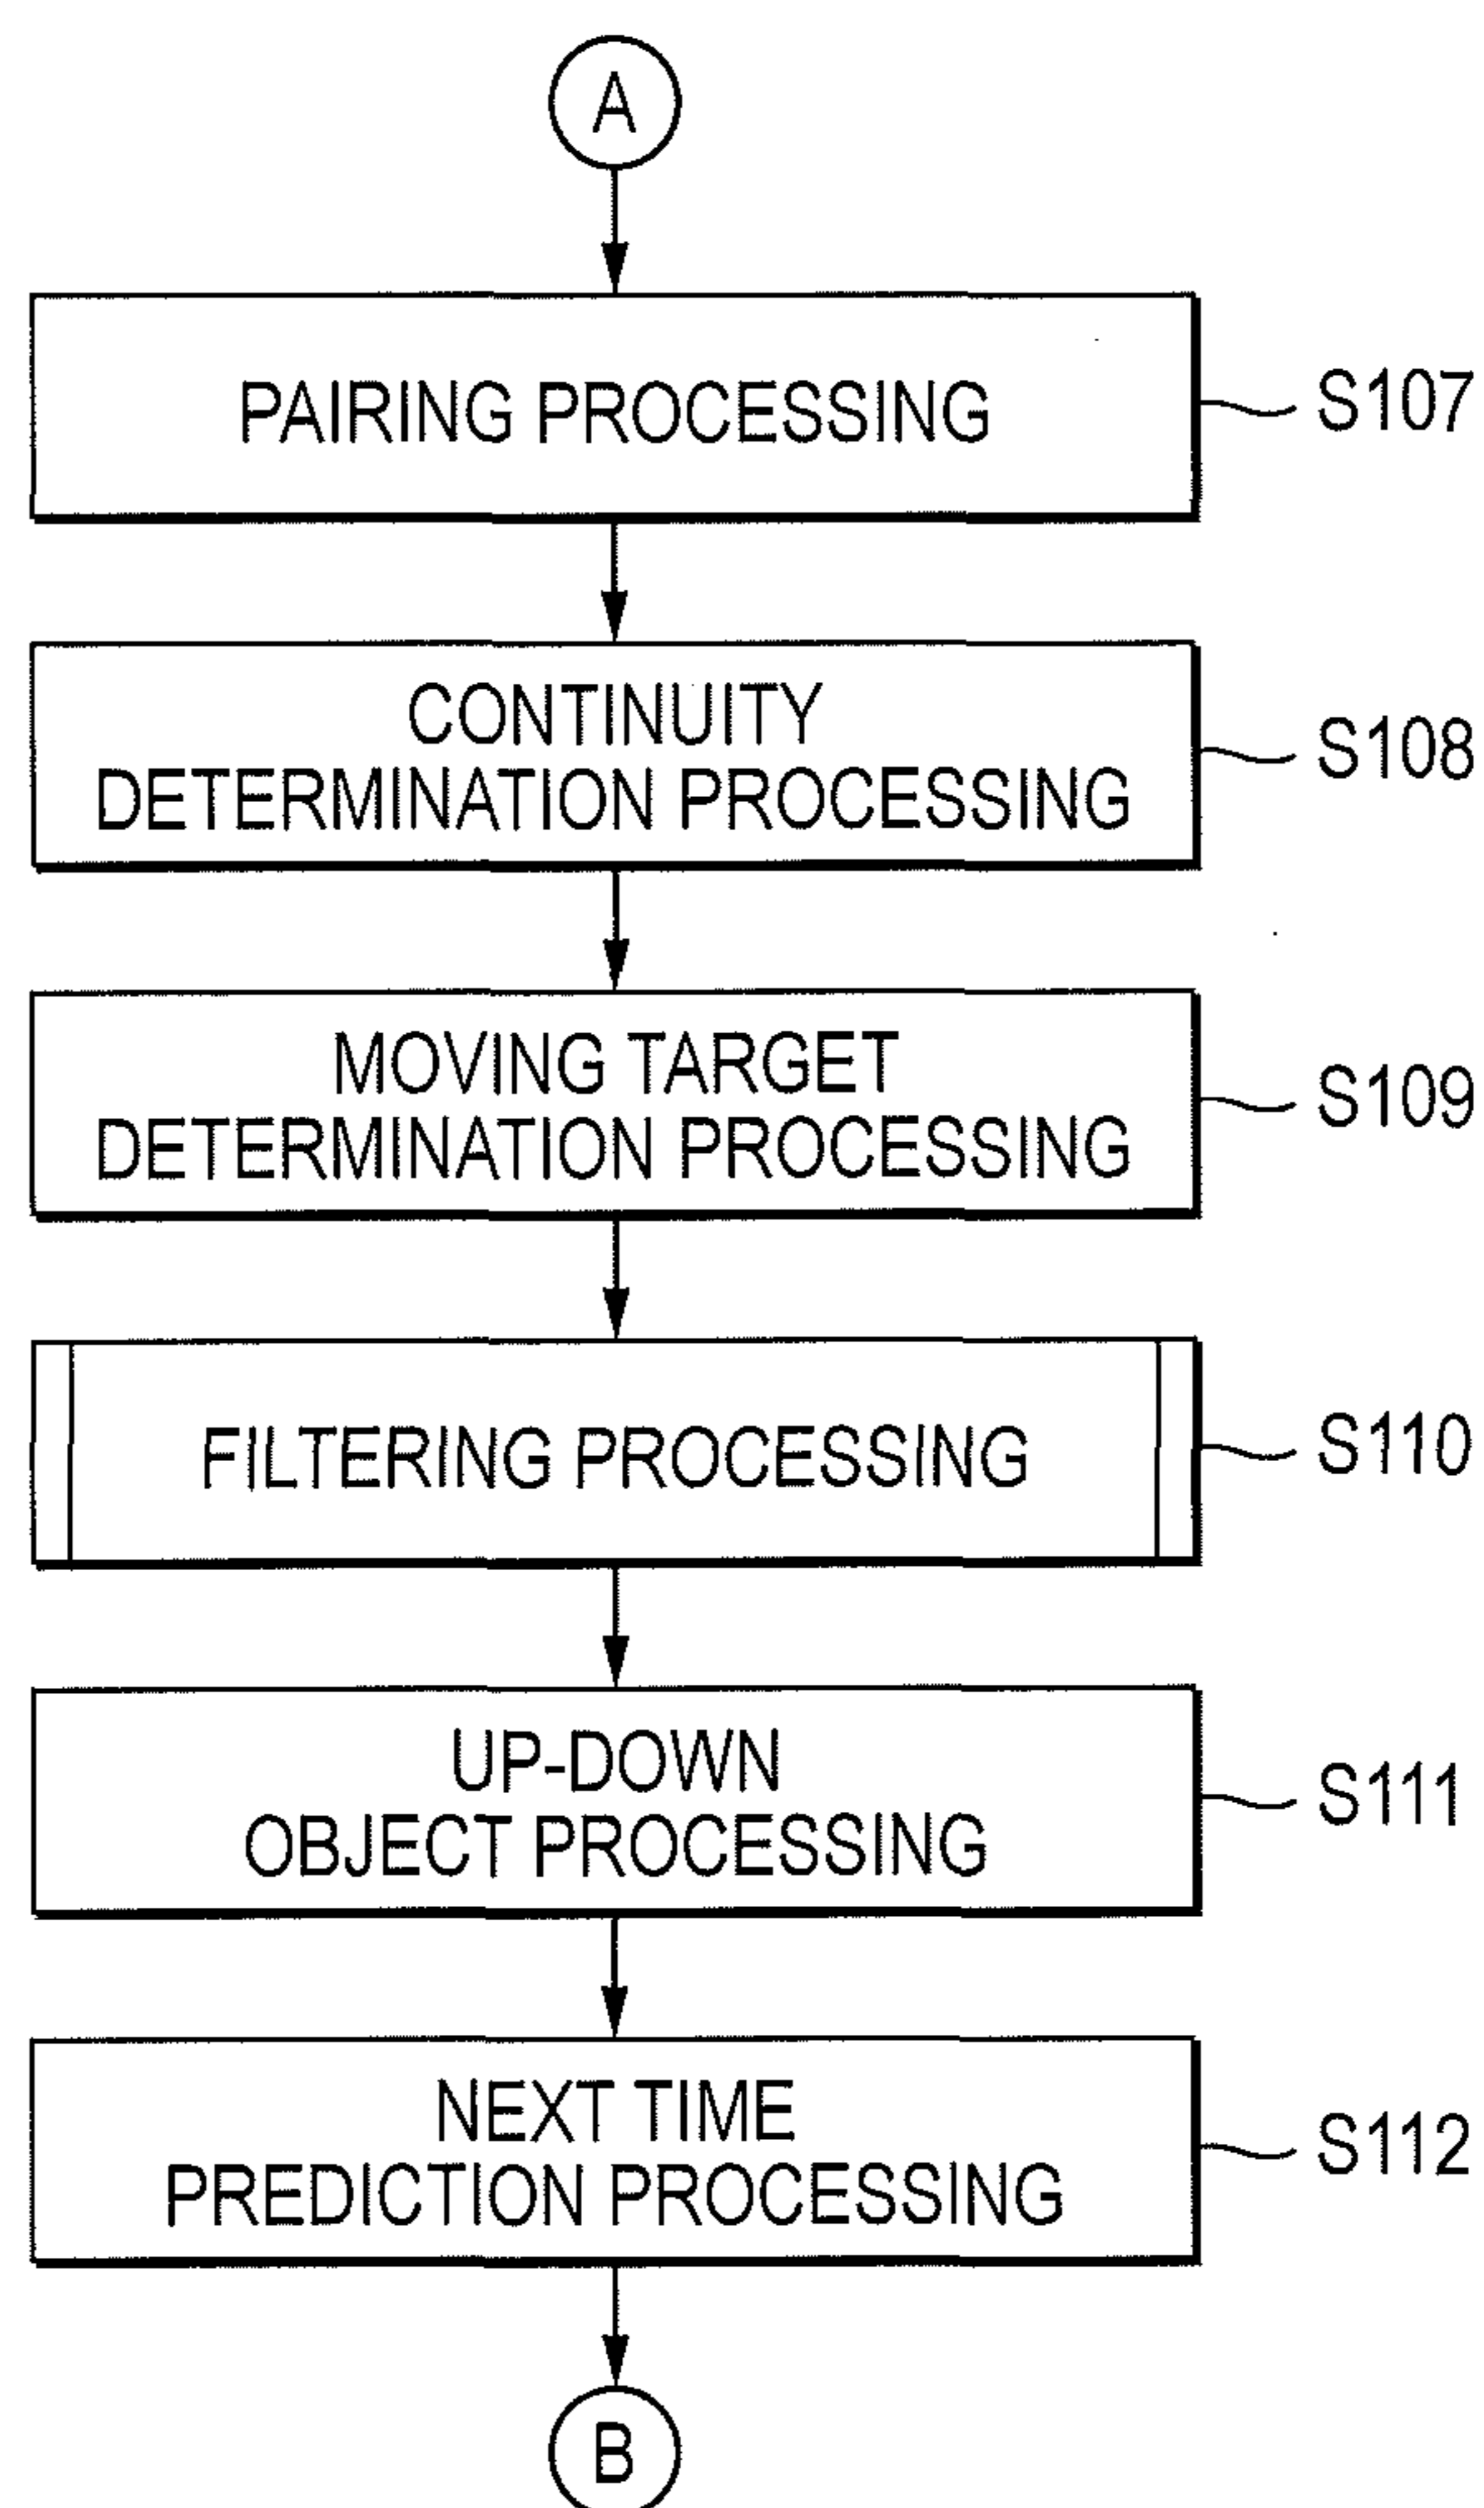 A
PAIRING PROCESSING
S107
CONTINUITY
DETERMINATION PROCESSING
S108
MOVING TARGET
DETERMINATION PROCESSING
S109
FILTERING PROCESSING
S110
UP-DOWN
OBJECT PROCESSING
S111
NEXT TIME
PREDICTION PROCESSING
S112
B